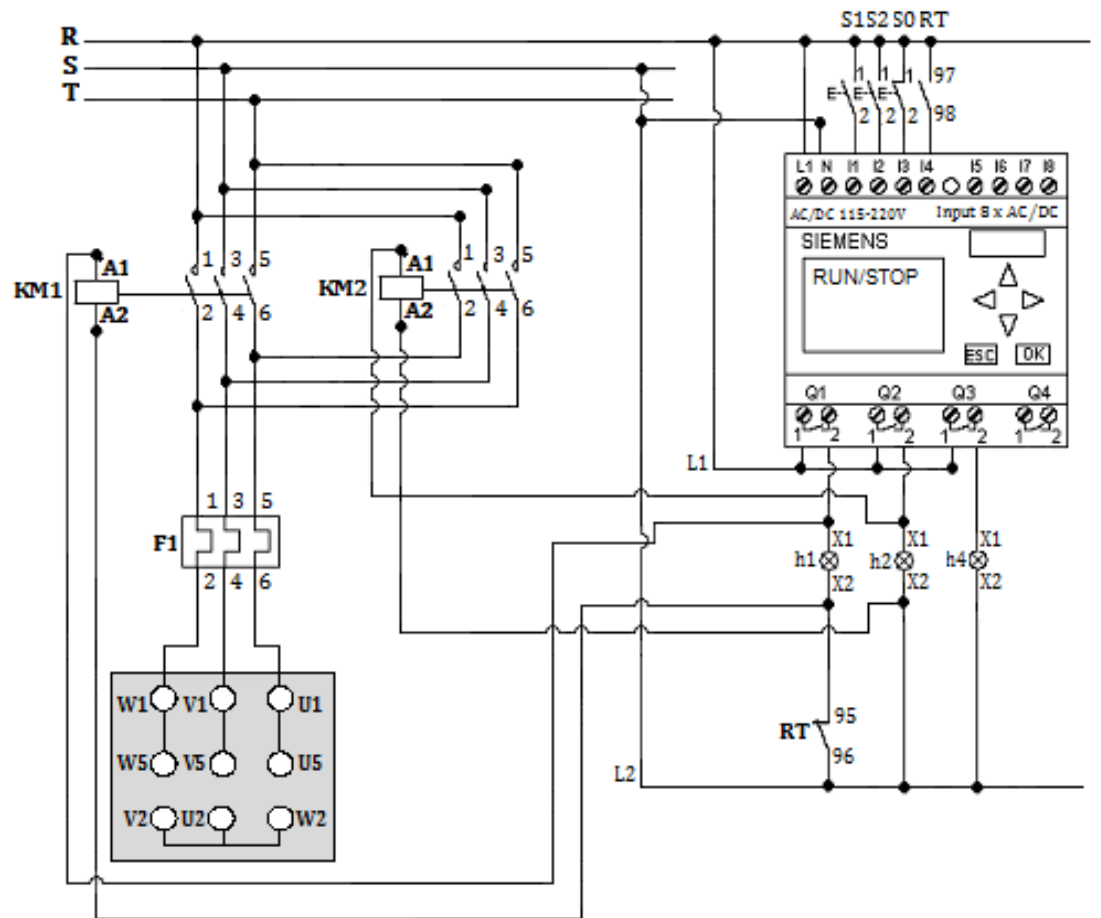 S1 S2 S0 RT
R
S
T
1 1 1 97
E E E
2 2 2 98
L1 N I1 I2 I3 I4 I5 I6 I7 I8
AC/DC 115-220V Input 8 x AC/DC
SIEMENS
RUN/STOP
ESC OK
Q1 Q2 Q3 Q4
1 2 1 2 1 2 1 2
KM1 A1 A2
1 3 5
2 4 6
KM2 A1 A2
1 3 5
2 4 6
L1
1 3 5
F1
2 4 6
h1 X1 X2
h2 X1 X2
h4 X1 X2
W1 V1 U1
W5 V5 U5
V2 U2 W2
RT 95 96
L2